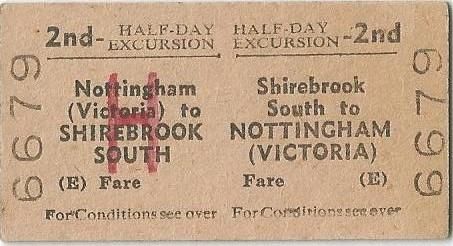 2nd- HALF-DAY EXCURSION
Nottingham
(Victoria) to
SHIREBROOK
SOUTH
(E) Fare
For Conditions see over
HALF-DAY EXCURSION -2nd
Shirebrook
South to
NOTTINGHAM
(VICTORIA)
Fare (E)
For Conditions see over
H
6679
6679